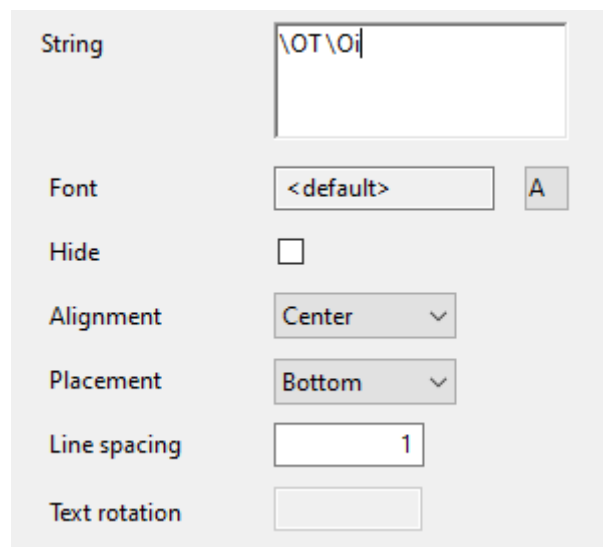 String \OT\Oi
Font <default> A
Hide
Alignment Center
Placement Bottom
Line spacing 1
Text rotation